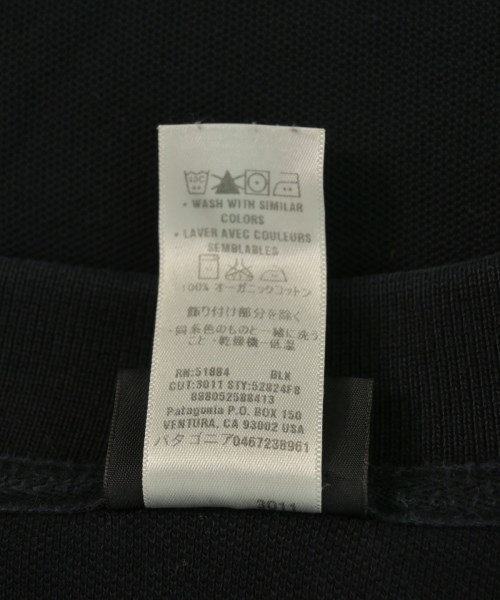 40C
• WASH WITH SIMILAR
COLORS
• LAVER AVEC COULEURS
SEMBLABLES
100% オーガニックコットン
飾り付け部分を除く
・同系色のものと一緒に洗う
こと・乾燥機一低温
RN:51884 BLK
CUT:3011 STY:52824F8
888052588413
Patagonia P.O. BOX 150
VENTURA, CA 93002 USA
パタゴニア0467238961
3011